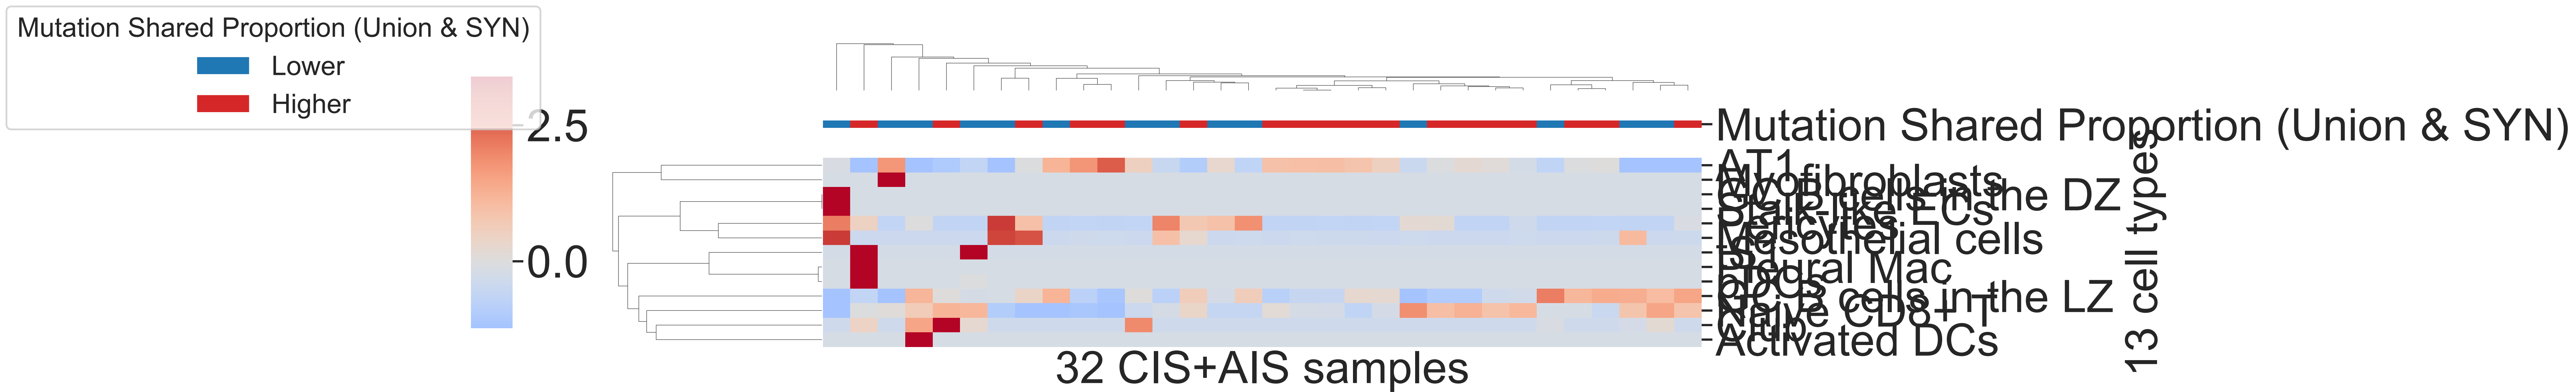 Mutation Shared Proportion (Union & SYN)
Lower
Higher
2.5
0.0
Mutation Shared Proportion (Union & SYN)
AT1
Myofibroblasts
GC B cells in the DZ
Stalk-like ECs
Pericytes
Mesothelial cells
Pleural Mac
pDCs
GC B cells in the LZ
Naive CD8+ T
Club
Activated DCs
13 cell types
32 CIS+AIS samples